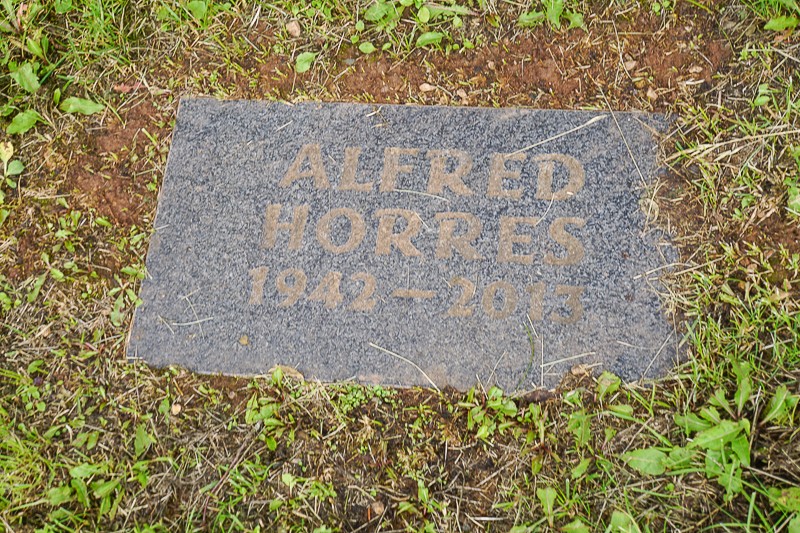 ALFRED
HORRES
1942 – 2013